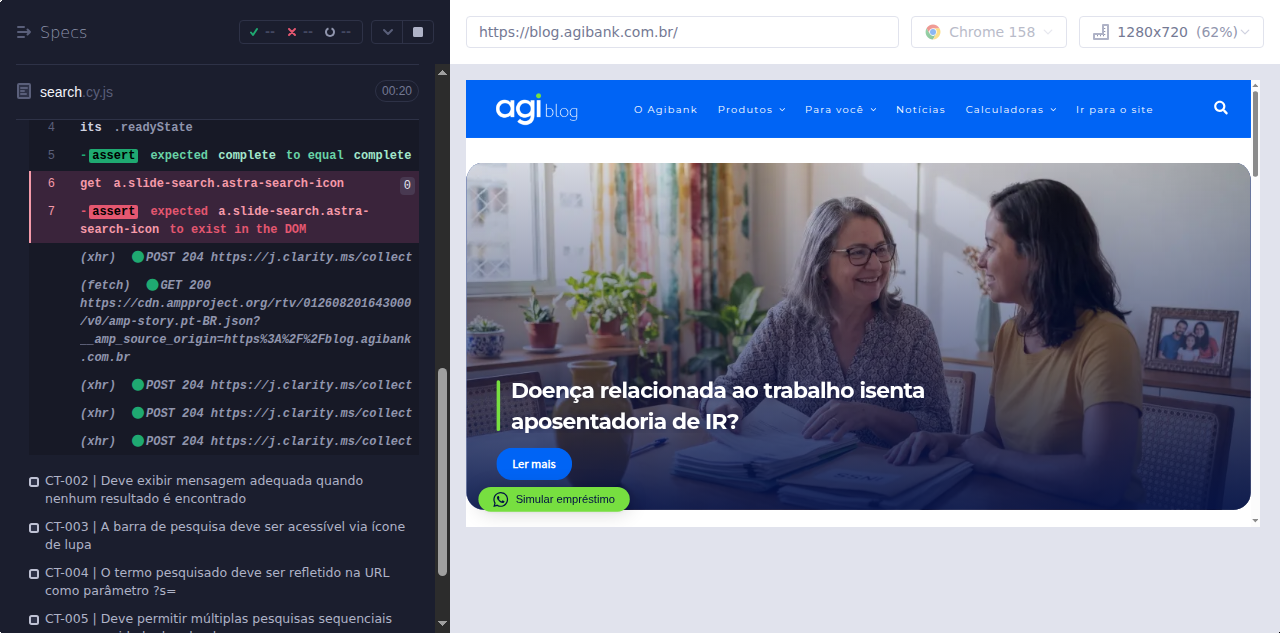 Specs
--
--
--
https://blog.agibank.com.br/
Chrome 158
1280x720 (62%)
search.cy.js
00:20
4 its .readyState
5 -assert expected complete to equal complete
6 get a.slide-search.astra-search-icon 0
7 -assert expected a.slide-search.astra-
search-icon to exist in the DOM
(xhr) POST 204 https://j.clarity.ms/collect
(fetch) GET 200
https://cdn.ampproject.org/rtv/012608201643000
/v0/amp-story.pt-BR.json?
__amp_source_origin=https%3A%2F%2Fblog.agibank
.com.br
(xhr) POST 204 https://j.clarity.ms/collect
(xhr) POST 204 https://j.clarity.ms/collect
(xhr) POST 204 https://j.clarity.ms/collect
CT-002 | Deve exibir mensagem adequada quando
nenhum resultado é encontrado
CT-003 | A barra de pesquisa deve ser acessível via ícone
de lupa
CT-004 | O termo pesquisado deve ser refletido na URL
como parâmetro ?s=
CT-005 | Deve permitir múltiplas pesquisas sequenciais
agi blog
O Agibank
Produtos
Para você
Notícias
Calculadoras
Ir para o site
Doença relacionada ao trabalho isenta
aposentadoria de IR?
Ler mais
Simular empréstimo